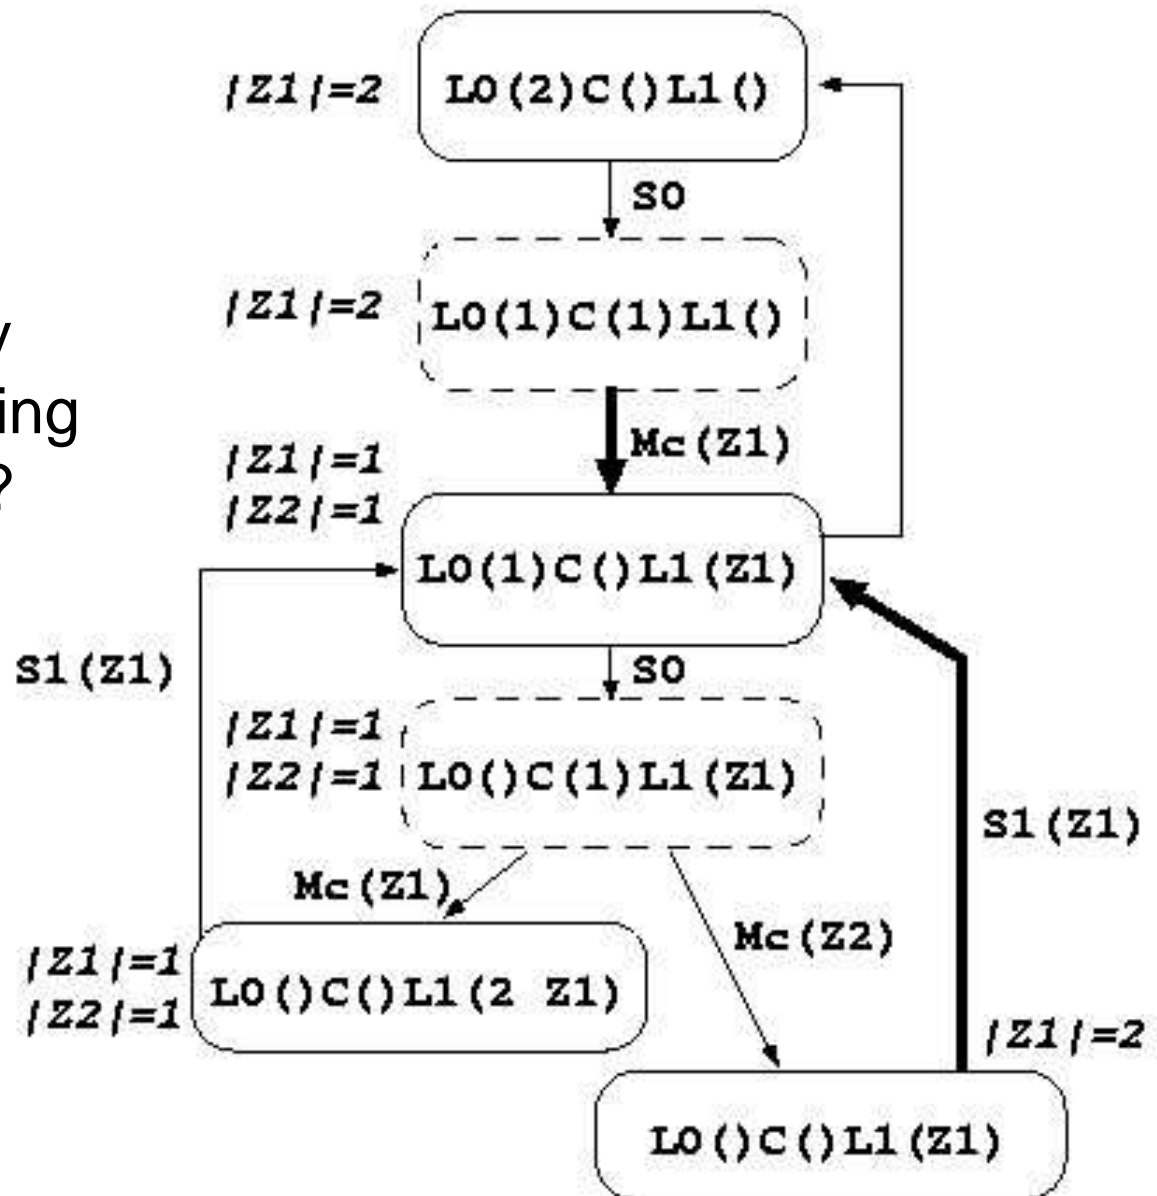 |Z1|=2
L0(2)C()L1()
S0
|Z1|=2
L0(1)C(1)L1()
y
ing
?
Mc(Z1)
|Z1|=1
|Z2|=1
L0(1)C()L1(Z1)
S1(Z1)
S0
|Z1|=1
|Z2|=1
L0()C(1)L1(Z1)
S1(Z1)
Mc(Z1)
Mc(Z2)
|Z1|=1
|Z2|=1
L0()C()L1(2 Z1)
|Z1|=2
L0()C()L1(Z1)